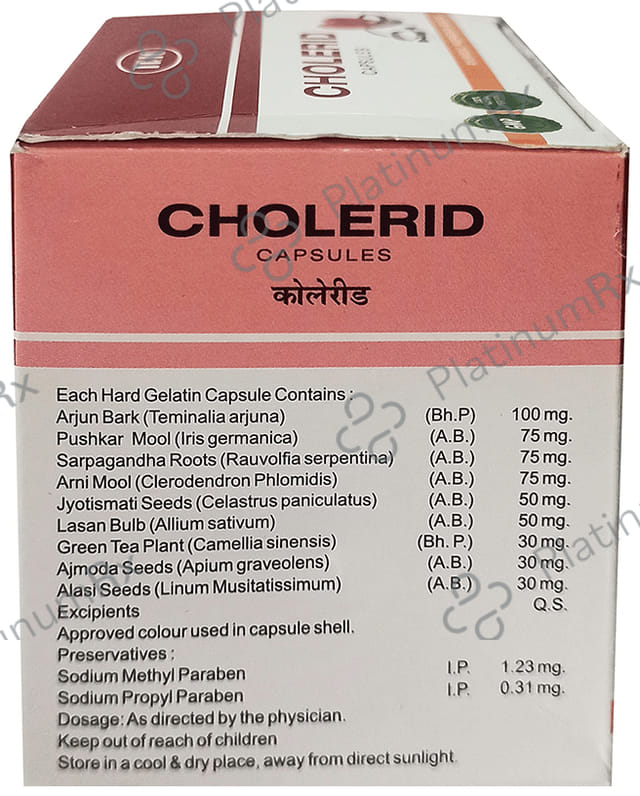 CHOLERID
CAPSULES
CHOLERID
CAPSULES
कोलेरीड
Each Hard Gelatin Capsule Contains :
Arjun Bark (Teminalia arjuna) (Bh.P) 100 mg.
Pushkar Mool (Iris germanica) (A.B.) 75 mg.
Sarpagandha Roots (Rauvolfia serpentina) (A.B.) 75 mg.
Arni Mool (Clerodendron Phlomidis) (A.B.) 75 mg.
Jyotismati Seeds (Celastrus paniculatus) (A.B.) 50 mg.
Lasan Bulb (Allium sativum) (A.B.) 50 mg.
Green Tea Plant (Camellia sinensis) (Bh. P.) 30 mg.
Ajmoda Seeds (Apium graveolens) (A.B.) 30 mg.
Alasi Seeds (Linum Musitatissimum) (A.B.) 30 mg.
Excipients Q.S.
Approved colour used in capsule shell.
Preservatives :
Sodium Methyl Paraben I.P. 1.23 mg.
Sodium Propyl Paraben I.P. 0.31 mg.
Dosage: As directed by the physician.
Keep out of reach of children
Store in a cool & dry place, away from direct sunlight.
PlatinumRx
PlatinumRx
PlatinumRx